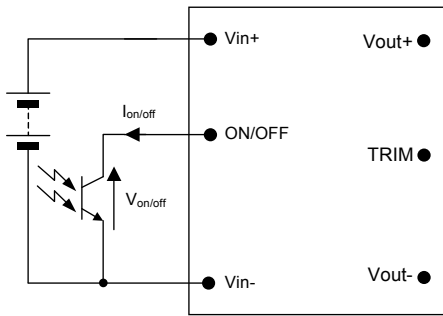 Vin+
Vout+
Ion/off
ON/OFF
TRIM
Von/off
Vin-
Vout-